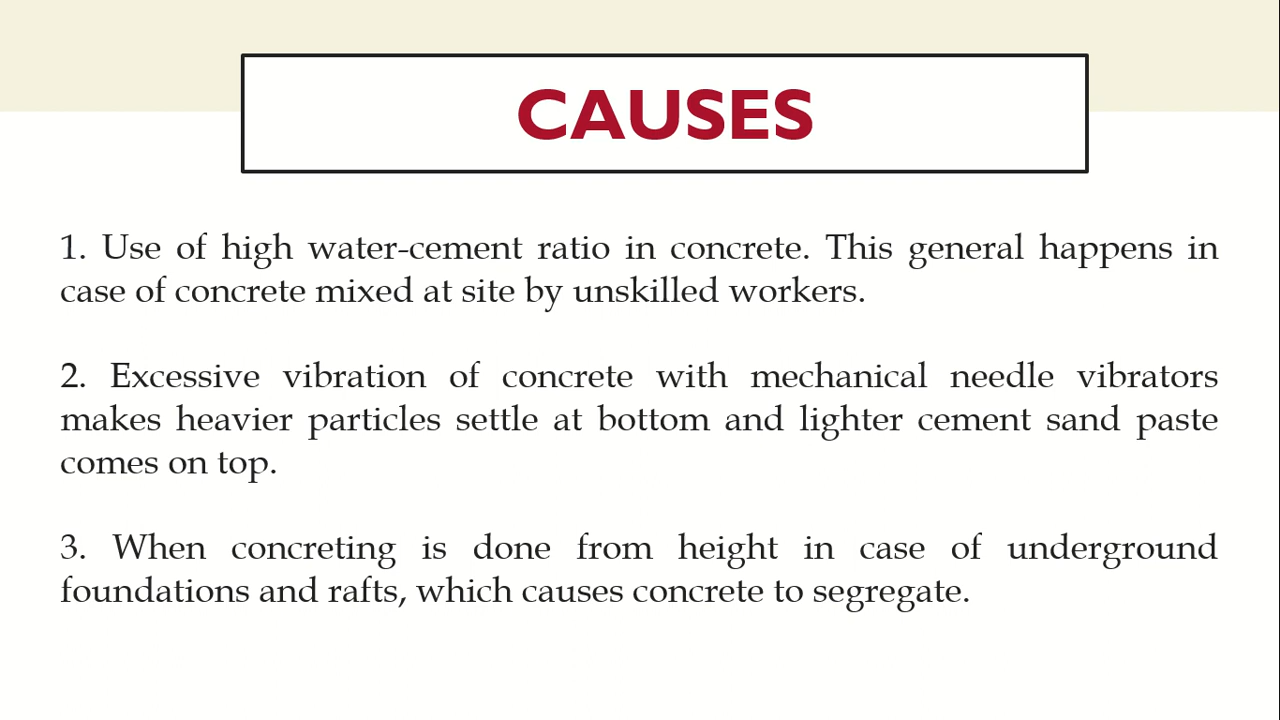 CAUSES
1. Use of high water-cement ratio in concrete. This general happens in
case of concrete mixed at site by unskilled workers.
2. Excessive vibration of concrete with mechanical needle vibrators
makes heavier particles settle at bottom and lighter cement sand paste
comes on top.
3. When concreting is done from height in case of underground
foundations and rafts, which causes concrete to segregate.